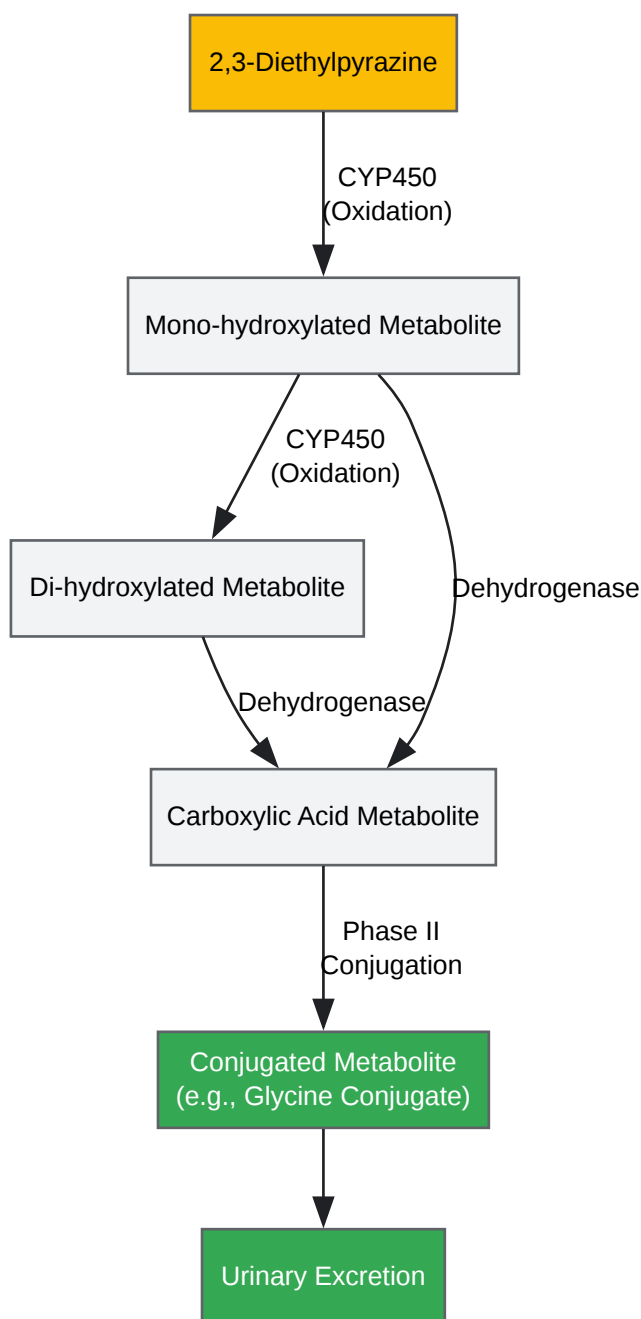 2,3-Diethylpyrazine
CYP450
(Oxidation)
Mono-hydroxylated Metabolite
CYP450
(Oxidation)
Di-hydroxylated Metabolite
Dehydrogenase
Dehydrogenase
Carboxylic Acid Metabolite
Phase II
Conjugation
Conjugated Metabolite
(e.g., Glycine Conjugate)
Urinary Excretion